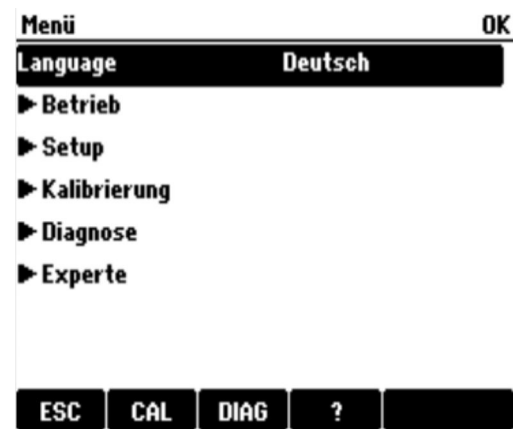 Menü OK
Language Deutsch
▶ Betrieb
▶ Setup
▶ Kalibrierung
▶ Diagnose
▶ Experte
ESC CAL DIAG ?